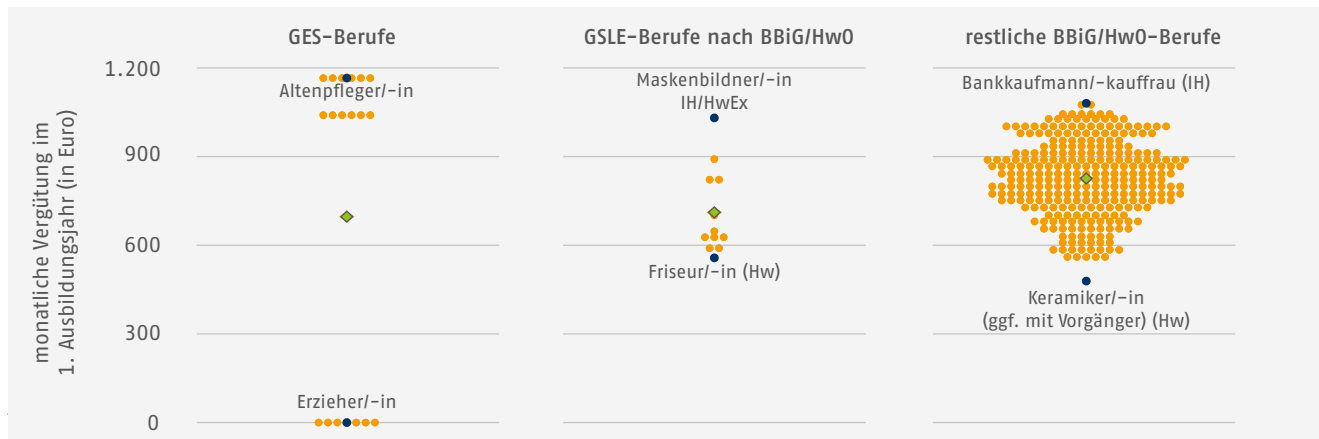 GES-Berufe
GSLE-Berufe nach BBiG/HwO
restliche BBiG/HwO-Berufe
monatliche Vergütung im
1. Ausbildungsjahr (in Euro)
1.200
900
600
300
0
Altenpfleger/-in
Erzieher/-in
Maskenbildner/-in
IH/HwEx
Friseur/-in (Hw)
Bankkaufmann/-kauffrau (IH)
Keramiker/-in
(ggf. mit Vorgänger) (Hw)